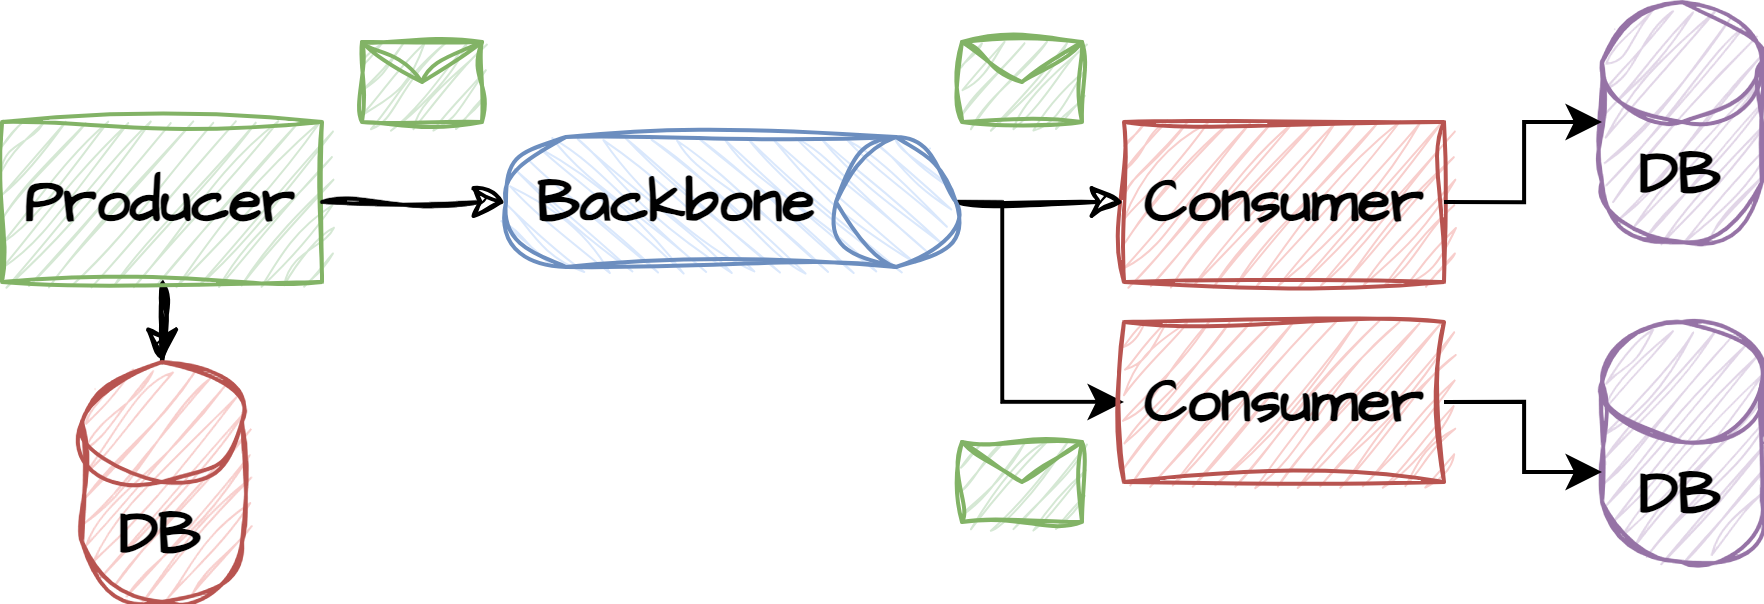 Producer
Backbone
Consumer
DB
Consumer
DB
DB